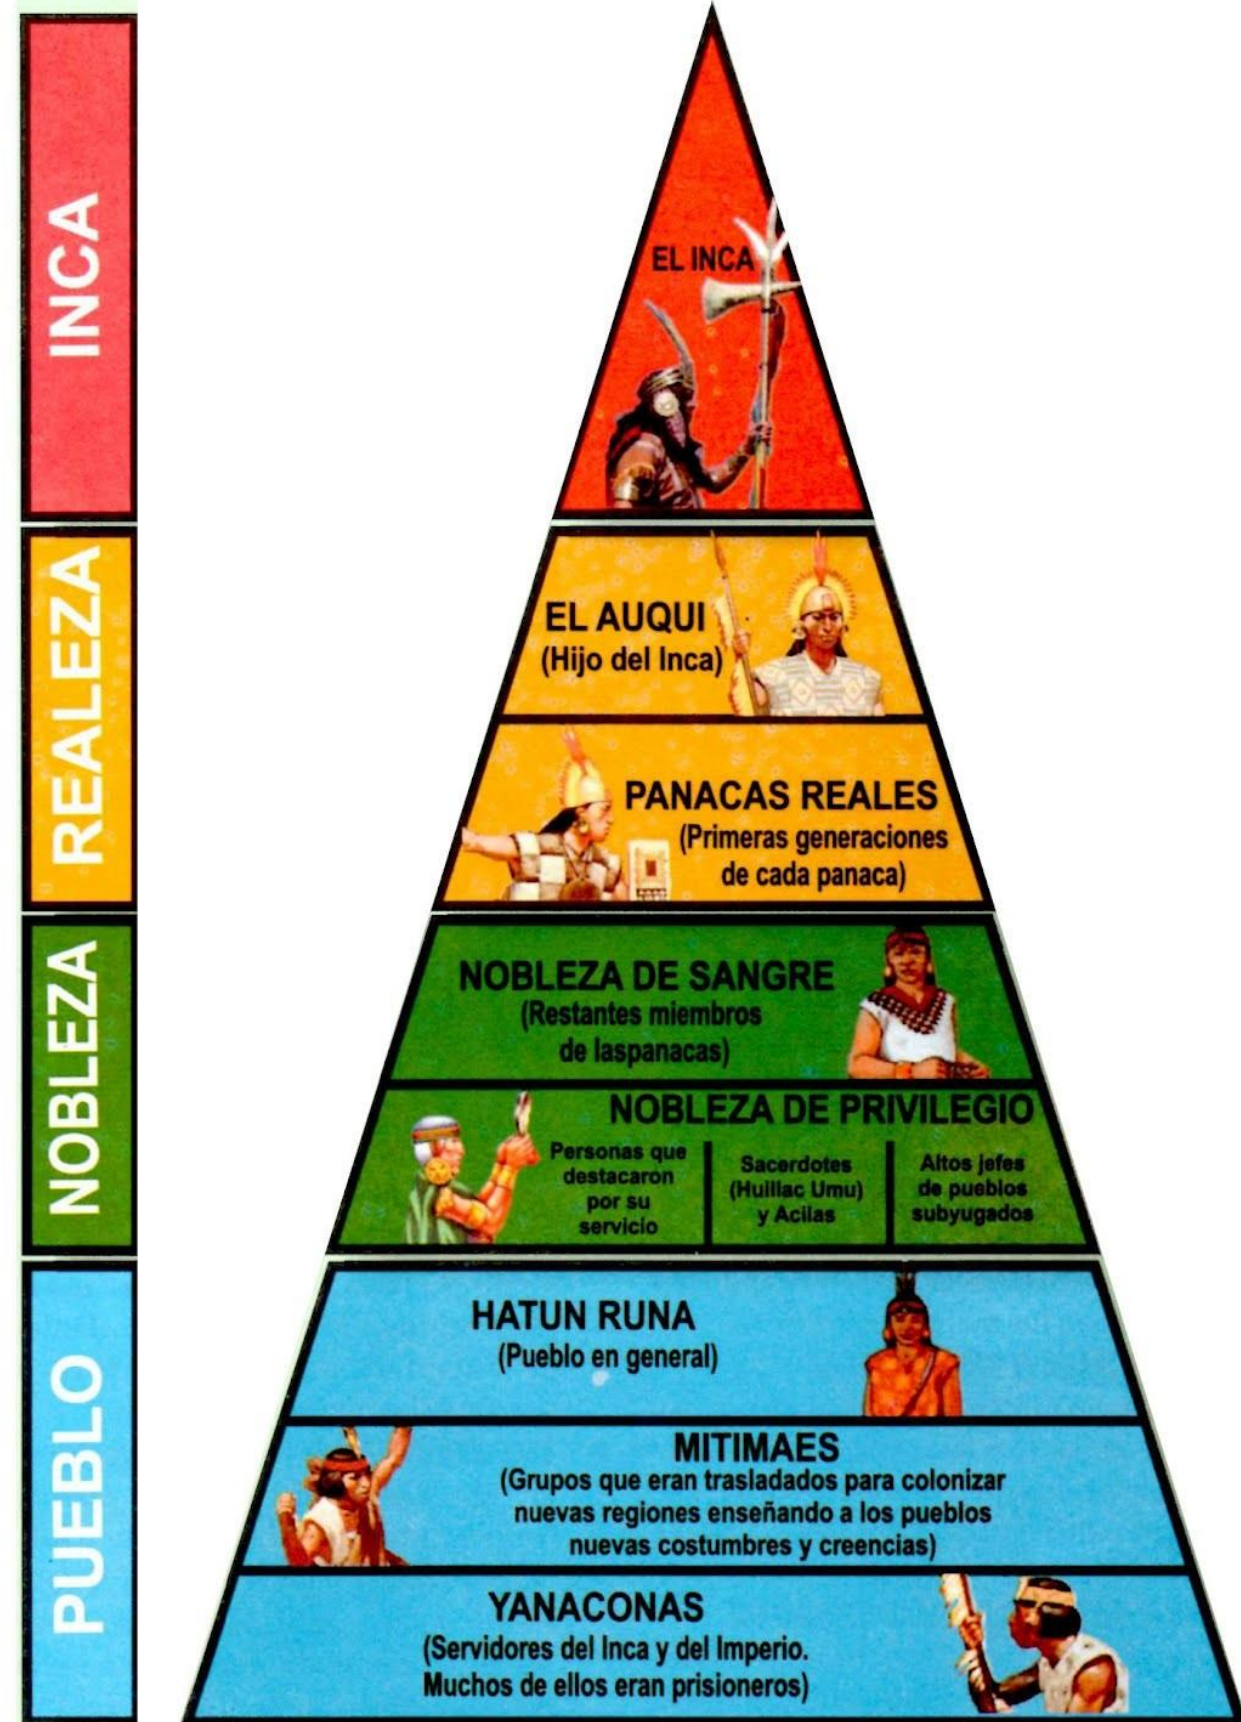 INCA
EL INCA
REALEZA
EL AUQUI
(Hijo del Inca)
PANACAS REALES
(Primeras generaciones
de cada panaca)
NOBLEZA
NOBLEZA DE SANGRE
(Restantes miembros
de laspanacas)
NOBLEZA DE PRIVILEGIO
Personas que
destacaron
por su
servicio
Sacerdotes
(Huillac Umu)
y Acilas
Altos jefes
de pueblos
subyugados
PUEBLO
HATUN RUNA
(Pueblo en general)
MITIMAES
(Grupos que eran trasladados para colonizar
nuevas regiones enseñando a los pueblos
nuevas costumbres y creencias)
YANACONAS
(Servidores del Inca y del Imperio.
Muchos de ellos eran prisioneros)